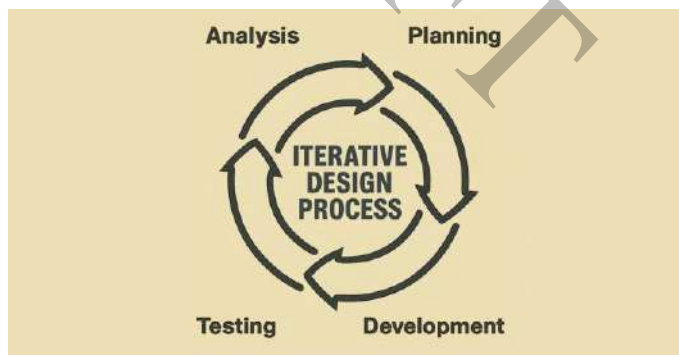 Analysis
Planning
ITERATIVE
DESIGN
PROCESS
Testing
Development